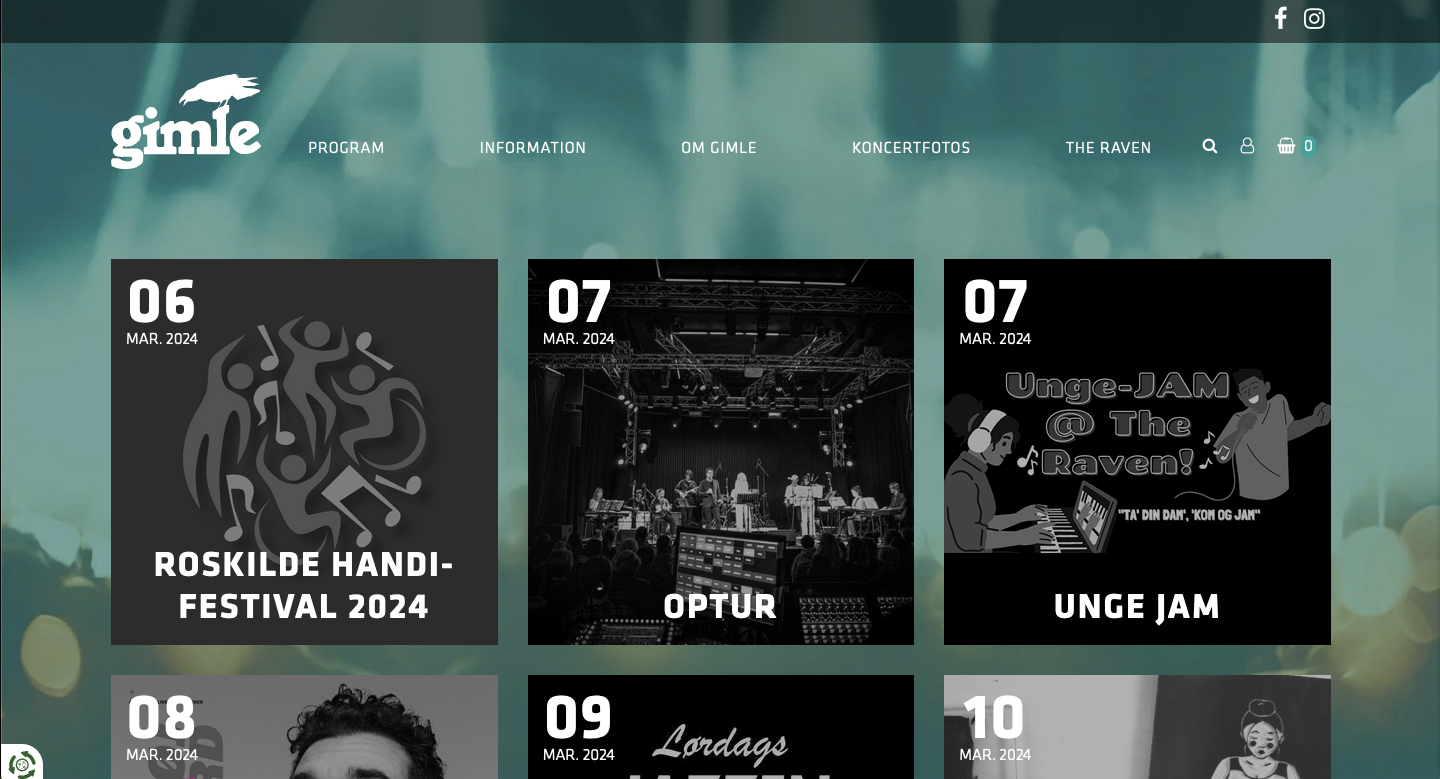 gimle
PROGRAM
INFORMATION
OM GIMLE
KONCERTFOTOS
THE RAVEN
0
06
MAR. 2024
ROSKILDE HANDI-
FESTIVAL 2024
07
MAR. 2024
OPTUR
07
MAR. 2024
Unge-JAM
@ The
Raven!
"TA' DIN DAM', 'KOM OG JAM"
UNGE JAM
08
MAR. 2024
09
MAR. 2024
Lørdags
10
MAR. 2024